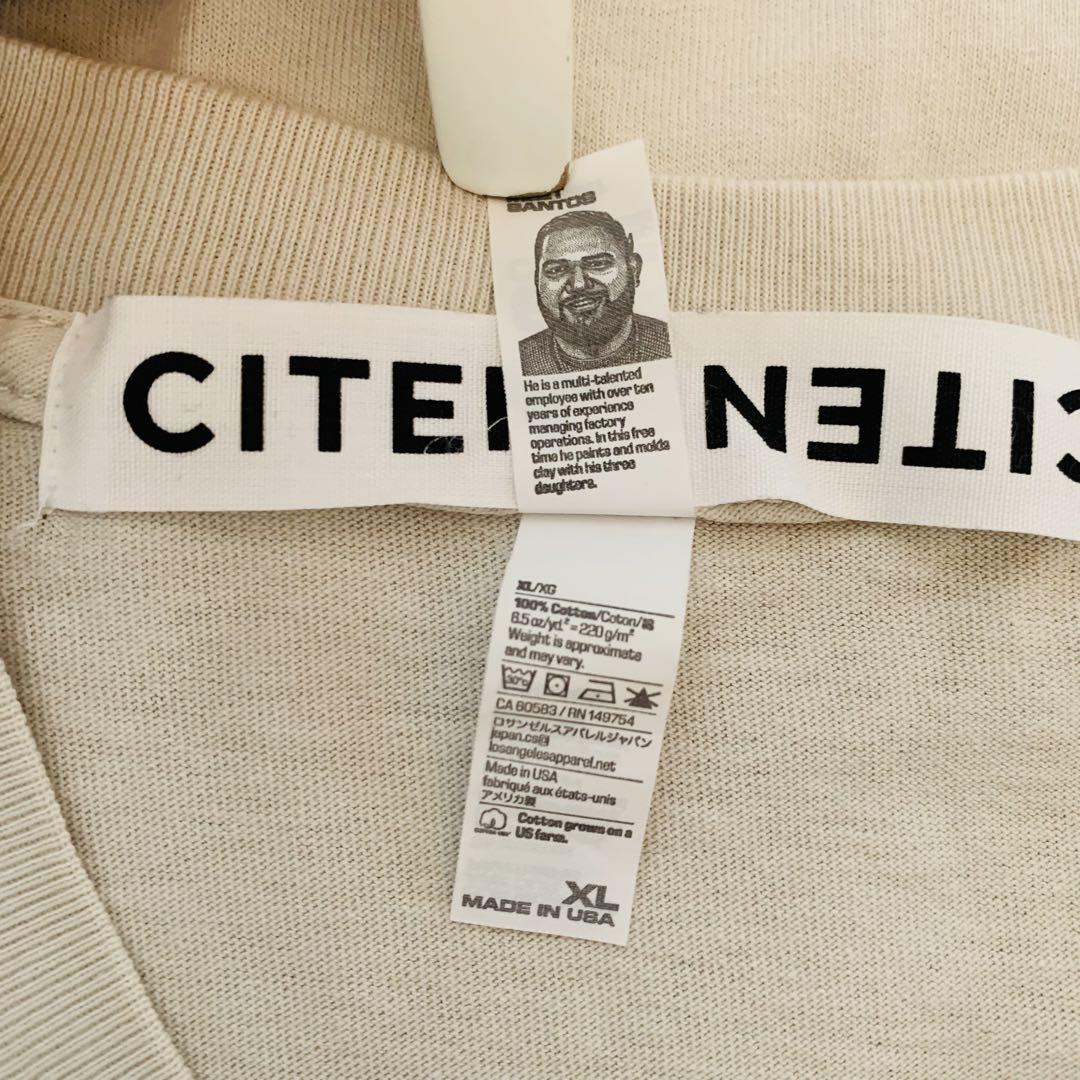 SANTOS
He is a multi-talented
employee with over ten
years of experience
managing factory
operations. In this free
time he paints and molds
clay with his three
daughters.
CITEN
CITEN
CITEN
XL/XG
100% Cotton/Coton/綿
6.5 oz/yd.² = 220 g/m²
Weight is approximate
and may vary.
30°C
CA 60583 / RN 149754
ロサンゼルスアパレルジャパン
japan.cs@
losangelesapparel.net
Made in USA
fabriqué aux états-unis
アメリカ製
Cotton grown on a
US farm.
XL
MADE IN USA